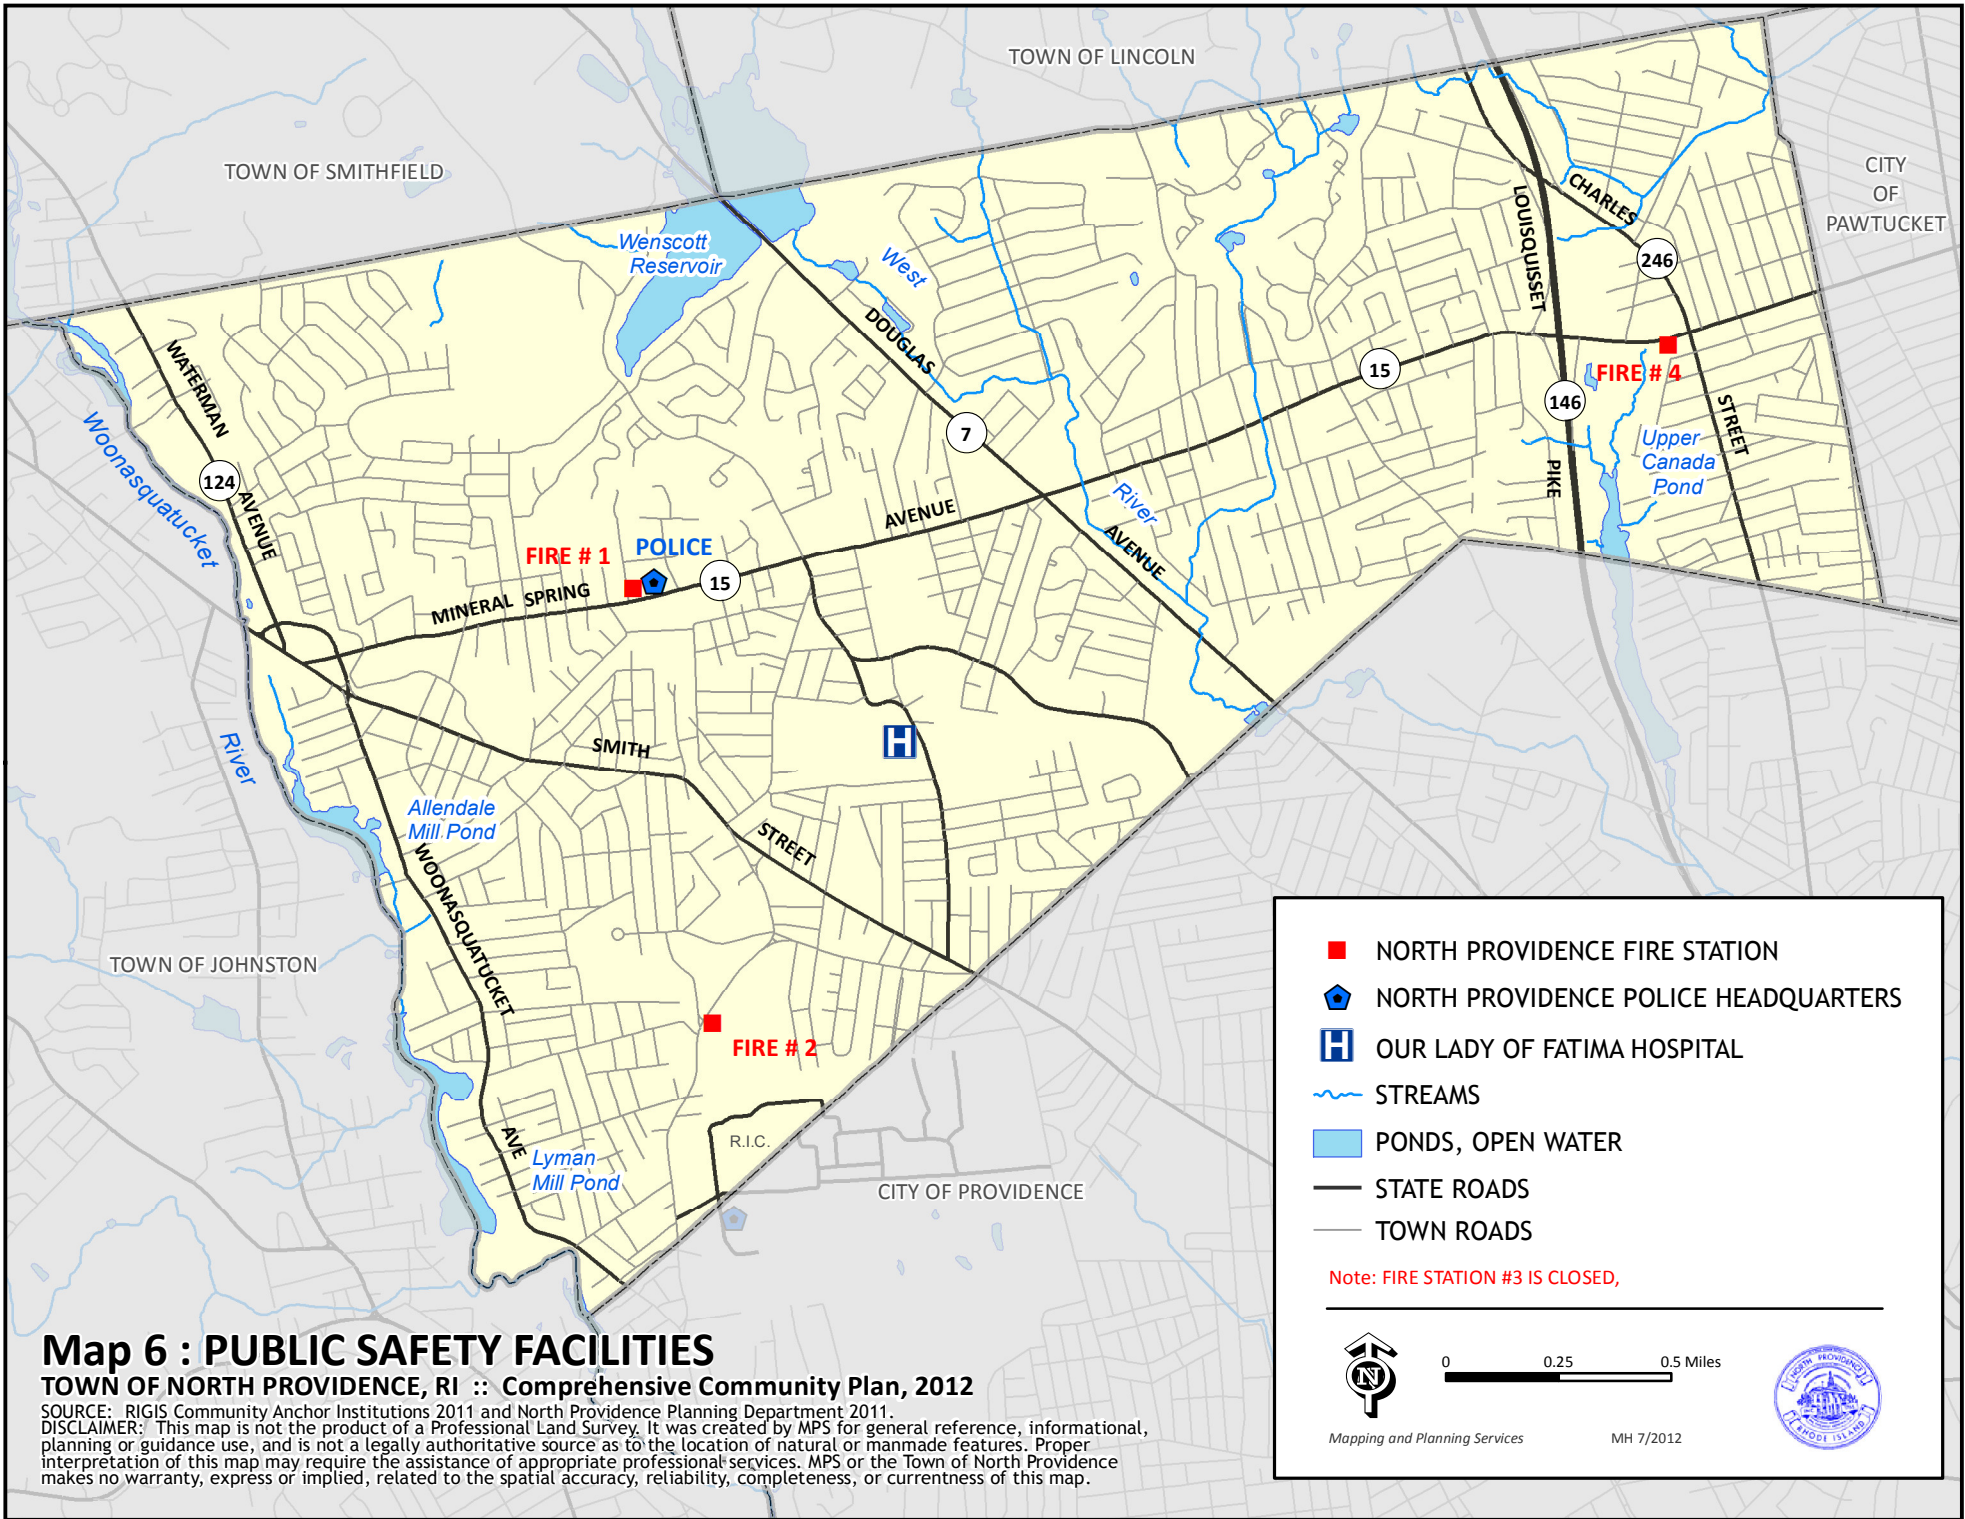 TOWN OF LINCOLN
TOWN OF SMITHFIELD
CITY
OF
PAWTUCKET
CHARLES
LOUISQUISSET
246
Wenscott
Reservoir
West
DOUGLAS
WATERMAN
15
FIRE # 4
146
STREET
7
Upper
Canada
Pond
PIKE
Woonasquatucket
124
AVENUE
River
AVENUE
AVENUE
FIRE # 1
POLICE
15
MINERAL SPRING
River
SMITH
H
Allendale
Mill Pond
STREET
WOONASQUATUCKET
TOWN OF JOHNSTON
FIRE # 2
AVE
R.I.C.
Lyman
Mill Pond
CITY OF PROVIDENCE
NORTH PROVIDENCE FIRE STATION
NORTH PROVIDENCE POLICE HEADQUARTERS
H OUR LADY OF FATIMA HOSPITAL
STREAMS
PONDS, OPEN WATER
STATE ROADS
TOWN ROADS
Note: FIRE STATION #3 IS CLOSED,
N
0 0.25 0.5 Miles
Mapping and Planning Services MH 7/2012
NORTH PROVIDENCE
RHODE ISLAND
Map 6 : PUBLIC SAFETY FACILITIES
TOWN OF NORTH PROVIDENCE, RI :: Comprehensive Community Plan, 2012
SOURCE: RIGIS Community Anchor Institutions 2011 and North Providence Planning Department 2011.
DISCLAIMER: This map is not the product of a Professional Land Survey. It was created by MPS for general reference, informational,
planning or guidance use, and is not a legally authoritative source as to the location of natural or manmade features. Proper
interpretation of this map may require the assistance of appropriate professional services. MPS or the Town of North Providence
makes no warranty, express or implied, related to the spatial accuracy, reliability, completeness, or currentness of this map.